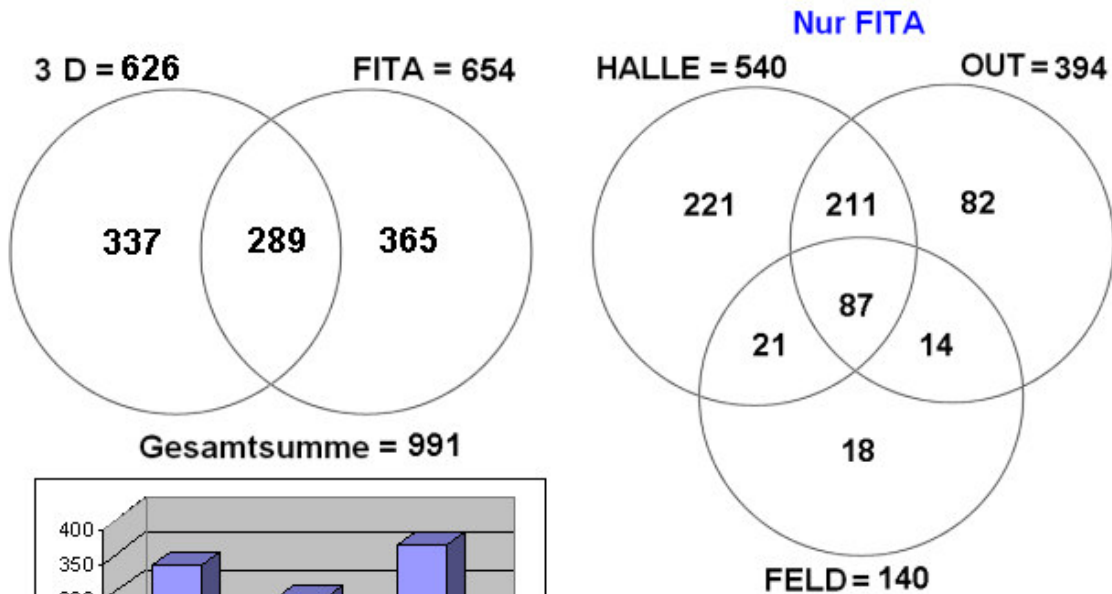 Nur FITA
3 D = 626
FITA = 654
HALLE = 540
OUT = 394
337
289
365
221
211
82
87
21
14
18
Gesamtsumme = 991
FELD = 140
400
350